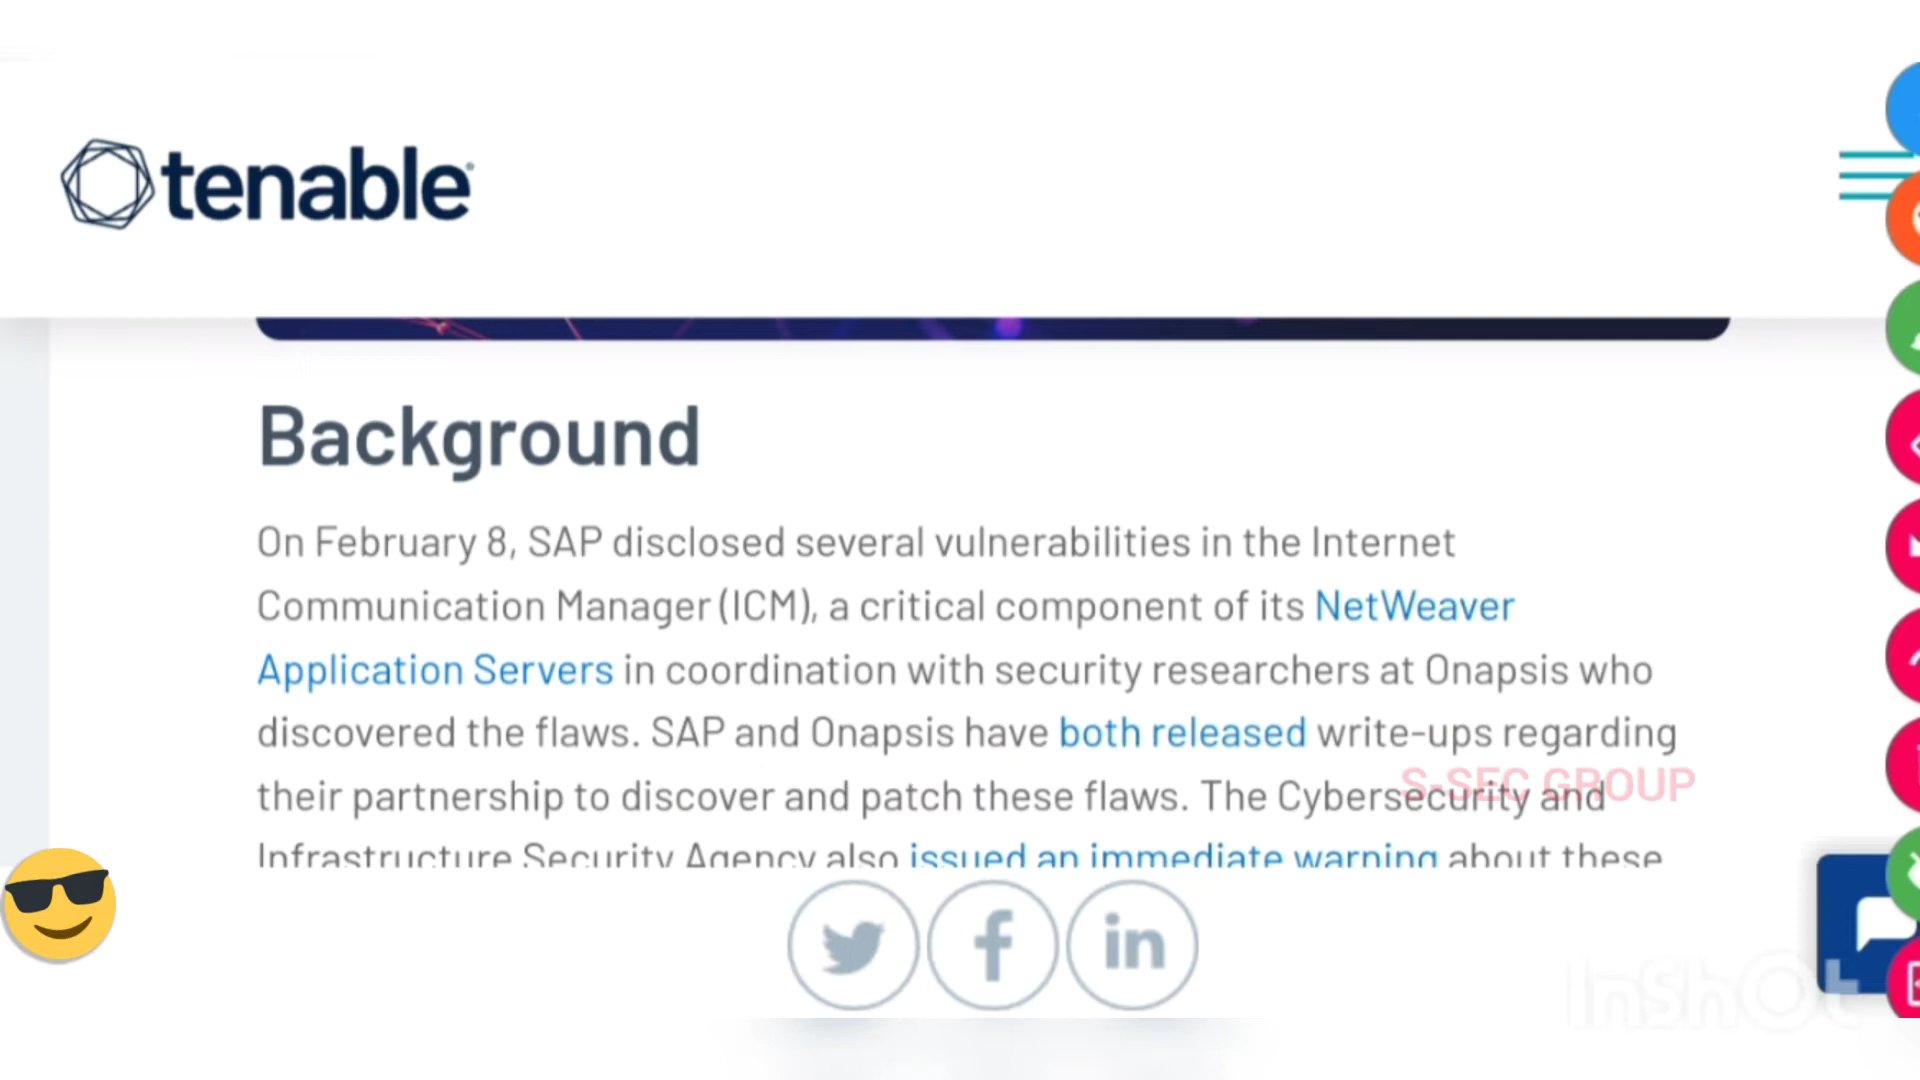 tenable
Background
On February 8, SAP disclosed several vulnerabilities in the Internet
Communication Manager (ICM), a critical component of its NetWeaver
Application Servers in coordination with security researchers at Onapsis who
discovered the flaws. SAP and Onapsis have both released write-ups regarding
their partnership to discover and patch these flaws. The Cybersecurity and
S-SEC GROUP
Infrastructure Security Agency also issued an immediate warning about these
InShOt